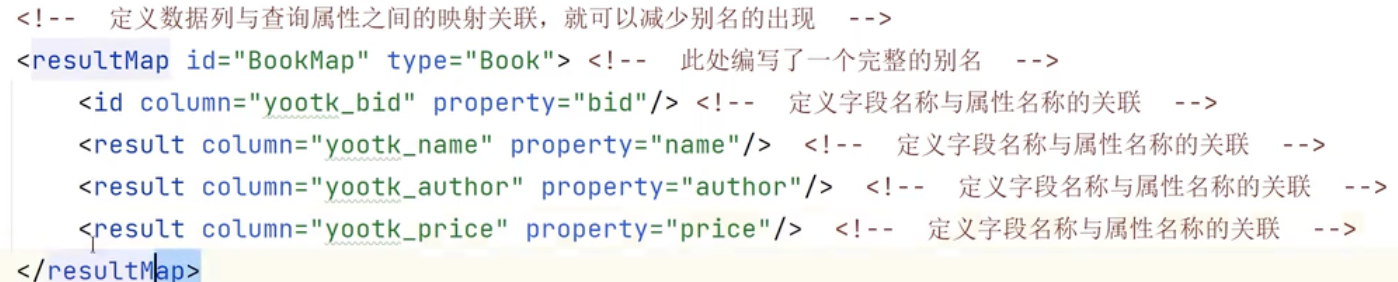 <!--  定义数据列与查询属性之间的映射关联，就可以减少别名的出现  -->
<resultMap id="BookMap" type="Book"> <!--  此处编写了一个完整的别名  -->
    <id column="yootk_bid" property="bid"/> <!--  定义字段名称与属性名称的关联  -->
    <result column="yootk_name" property="name"/>  <!--  定义字段名称与属性名称的关联  -->
    <result column="yootk_author" property="author"/>  <!--  定义字段名称与属性名称的关联  -->
    <result column="yootk_price" property="price"/>  <!--  定义字段名称与属性名称的关联  -->
</resultMap>